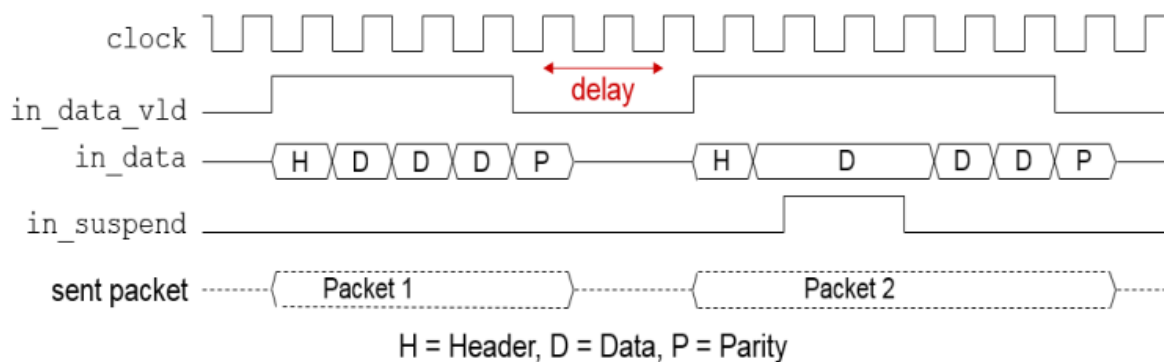 clock
delay
in_data_vld
in_data H D D D P H D D D P
in_suspend
sent packet Packet 1 Packet 2
H = Header, D = Data, P = Parity